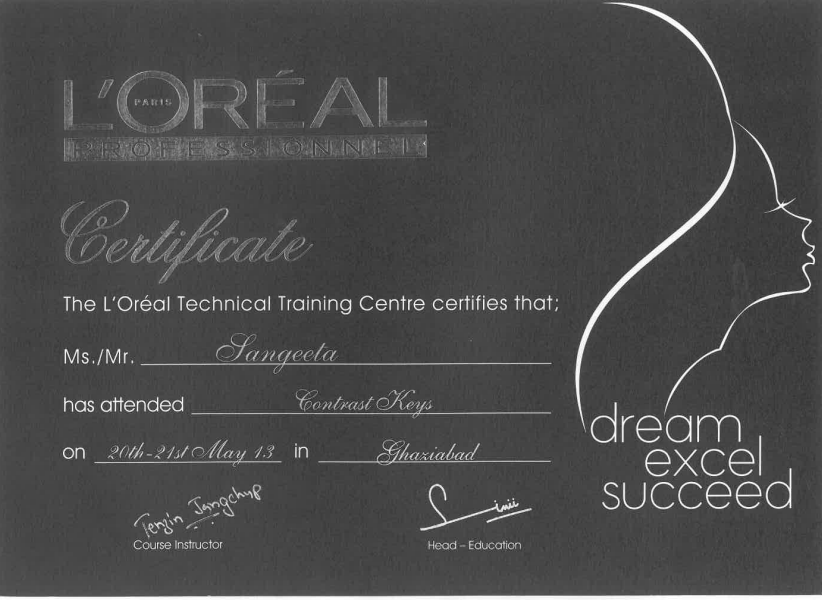 L'ORÉAL
PARIS
PROFESSIONNEL
Certificate
The L'Oréal Technical Training Centre certifies that;
Ms./Mr. Sangeeta
has attended Contrast Keys
on 20th-21st May 13 in Ghaziabad
Tenzin Jangchup
Course Instructor
Head – Education
dream
excel
succeed